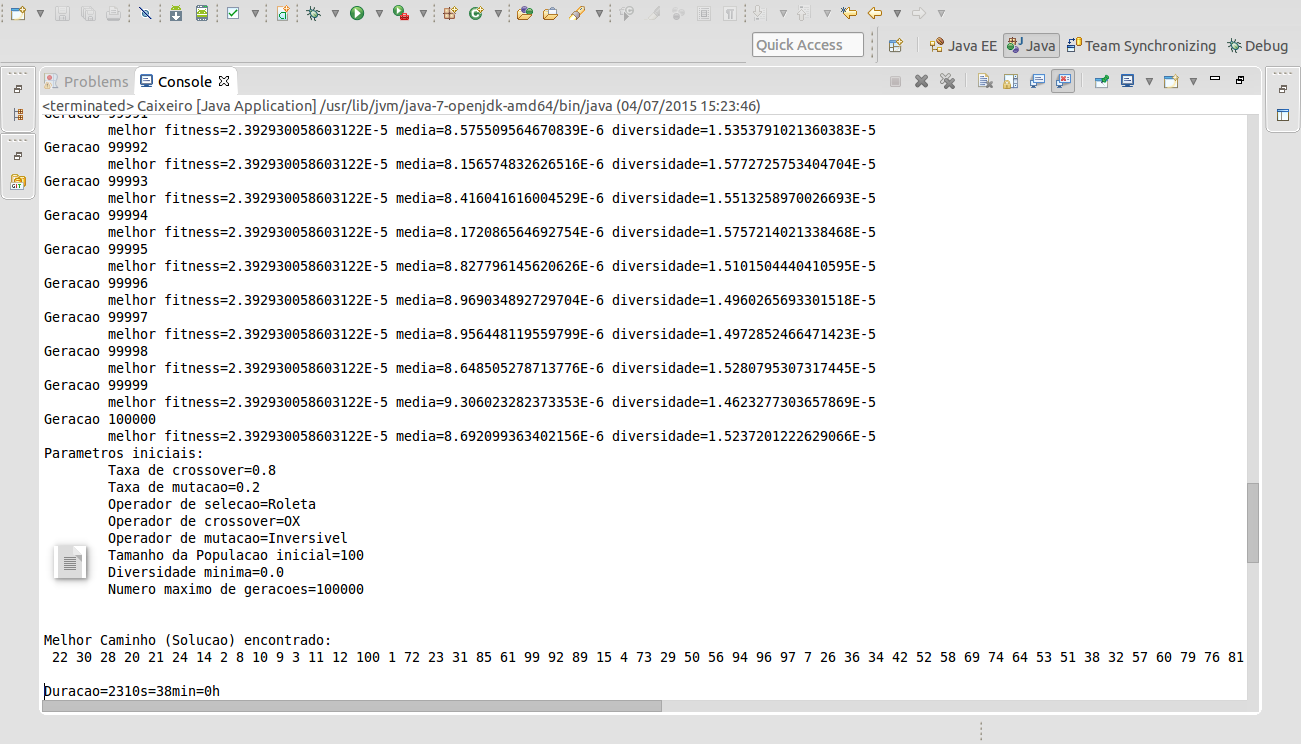 Quick Access
Java EE
Java
Team Synchronizing
Debug
Problems
Console
<terminated> Caixeiro [Java Application] /usr/lib/jvm/java-7-openjdk-amd64/bin/java (04/07/2015 15:23:46)
Geracao 99991
melhor fitness=2.392930058603122E-5 media=8.575509564670839E-6 diversidade=1.5353791021360383E-5
Geracao 99992
melhor fitness=2.392930058603122E-5 media=8.156574832626516E-6 diversidade=1.5772725753404704E-5
Geracao 99993
melhor fitness=2.392930058603122E-5 media=8.416041616004529E-6 diversidade=1.5513258970026693E-5
Geracao 99994
melhor fitness=2.392930058603122E-5 media=8.172086564692754E-6 diversidade=1.5757214021338468E-5
Geracao 99995
melhor fitness=2.392930058603122E-5 media=8.827796145620626E-6 diversidade=1.5101504440410595E-5
Geracao 99996
melhor fitness=2.392930058603122E-5 media=8.969034892729704E-6 diversidade=1.4960265693301518E-5
Geracao 99997
melhor fitness=2.392930058603122E-5 media=8.956448119559799E-6 diversidade=1.4972852466471423E-5
Geracao 99998
melhor fitness=2.392930058603122E-5 media=8.648505278713776E-6 diversidade=1.5280795307317445E-5
Geracao 99999
melhor fitness=2.392930058603122E-5 media=9.306023282373353E-6 diversidade=1.4623277303657869E-5
Geracao 100000
melhor fitness=2.392930058603122E-5 media=8.692099363402156E-6 diversidade=1.5237201222629066E-5
Parametros iniciais:
Taxa de crossover=0.8
Taxa de mutacao=0.2
Operador de selecao=Roleta
Operador de crossover=OX
Operador de mutacao=Inversivel
Tamanho da Populacao inicial=100
Diversidade minima=0.0
Numero maximo de geracoes=100000
Melhor Caminho (Solucao) encontrado:
22 30 28 20 21 24 14 2 8 10 9 3 11 12 100 1 72 23 31 85 61 99 92 89 15 4 73 29 50 56 94 96 97 7 26 36 34 42 52 58 69 74 64 53 51 38 32 57 60 79 76 81
Duracao=2310s=38min=0h
GIT